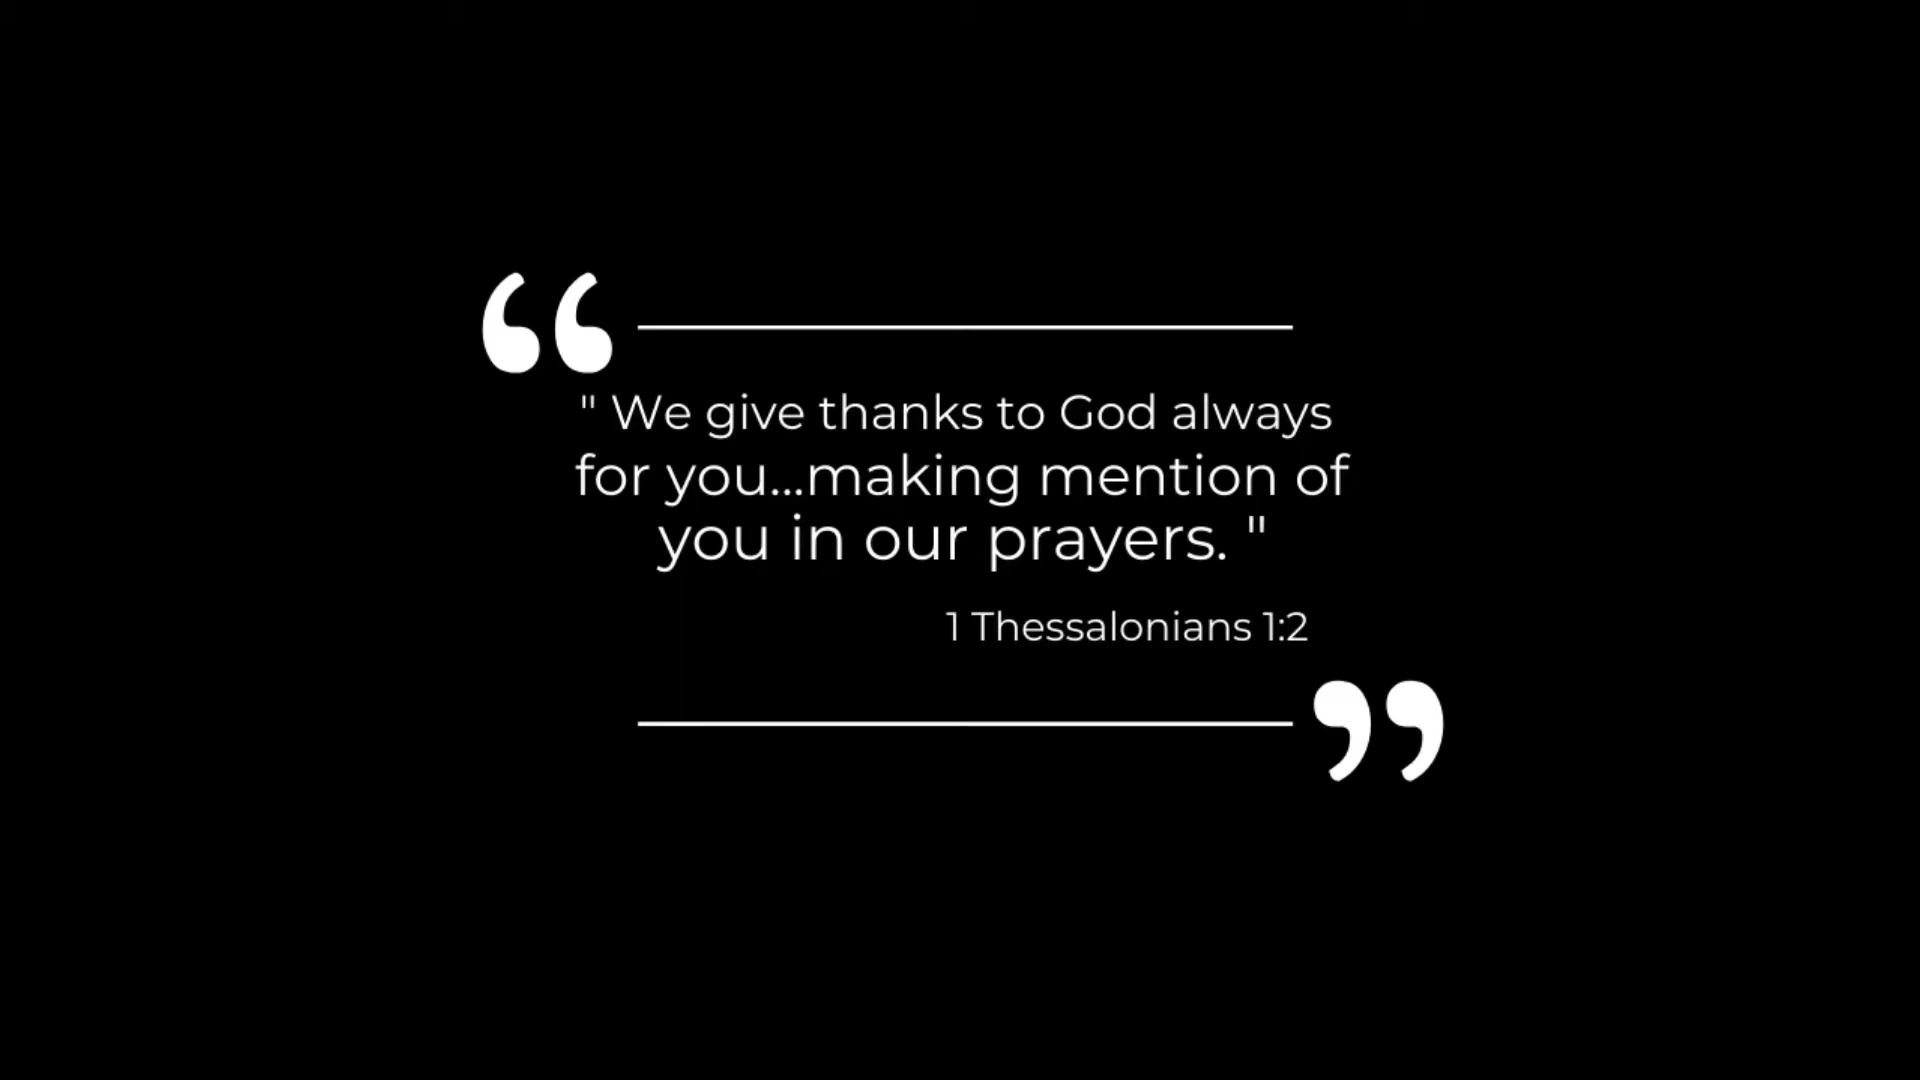 " We give thanks to God always
for you...making mention of
you in our prayers. "
1 Thessalonians 1:2